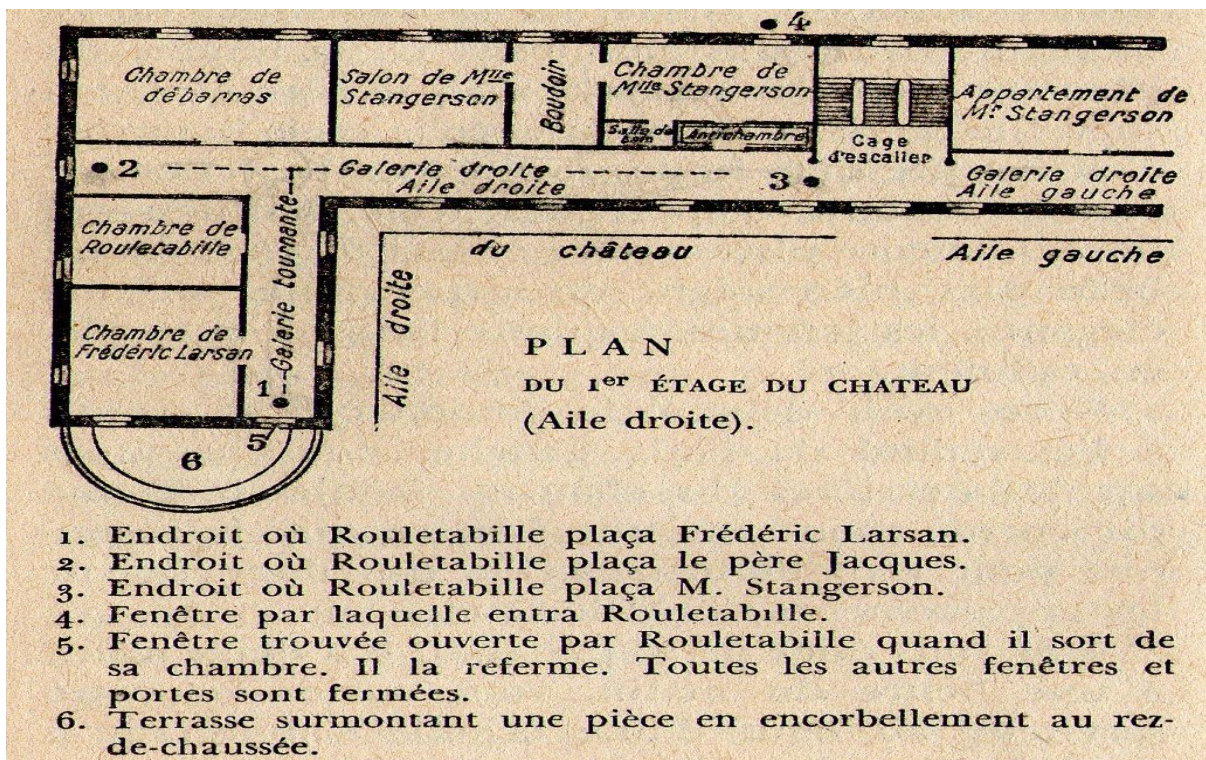 4
Chambre de
débarras
Salon de Mlle
Stangerson
Boudoir
Chambre de
Mlle Stangerson
Salle de
bain
Antichambre
Cage
d'escalier
Appartement de
Mr Stangerson
2
Galerie droite
Aile droite
3
Galerie droite
Aile gauche
Chambre de
Rouletabille
Galerie tournante
Chambre de
Frédéric Larsan
1
5
6
Aile droite
du château
Aile gauche
PLAN
DU 1er ÉTAGE DU CHATEAU
(Aile droite).
1. Endroit où Rouletabille plaça Frédéric Larsan.
2. Endroit où Rouletabille plaça le père Jacques.
3. Endroit où Rouletabille plaça M. Stangerson.
4. Fenêtre par laquelle entra Rouletabille.
5. Fenêtre trouvée ouverte par Rouletabille quand il sort de
sa chambre. Il la referme. Toutes les autres fenêtres et
portes sont fermées.
6. Terrasse surmontant une pièce en encorbellement au rez-
de-chaussée.